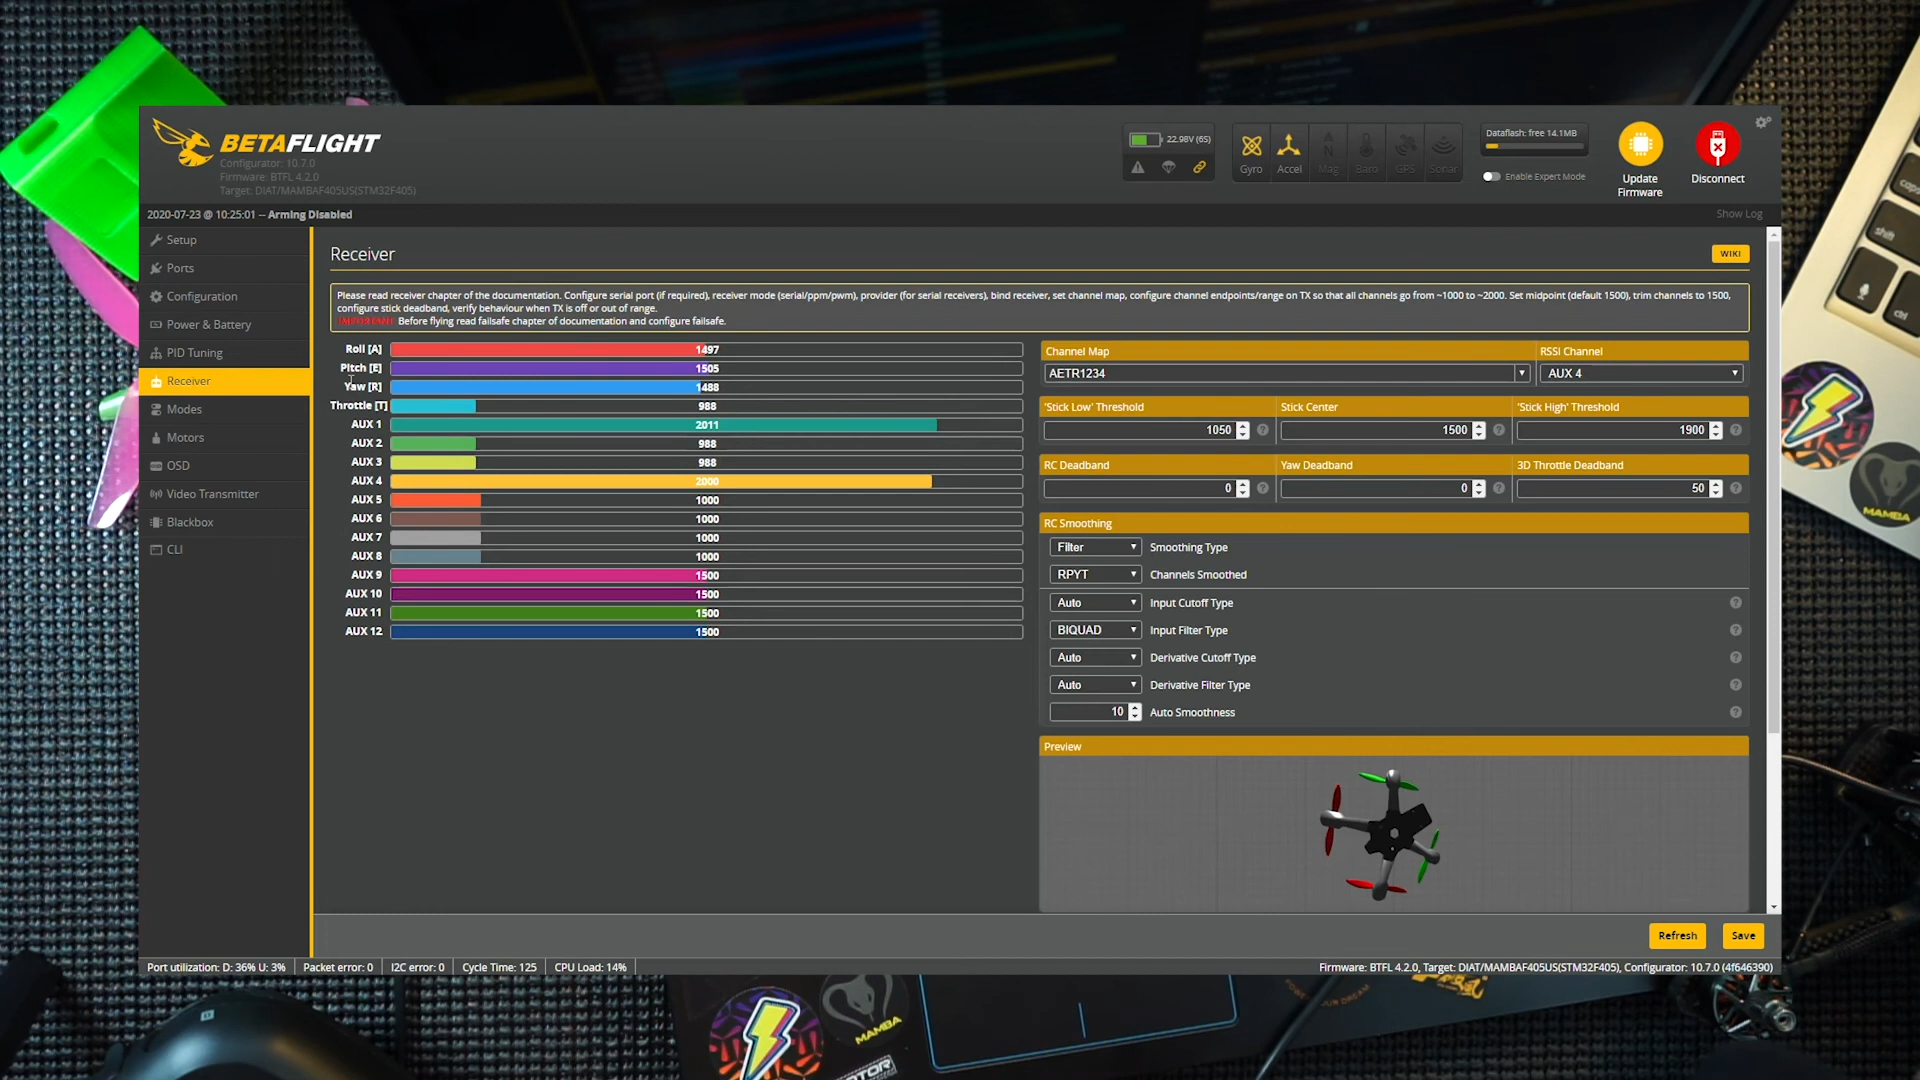 BETAFLIGHT
Configurator: 10.7.0
Firmware: BTFL 4.2.0
Target: DIAT/MAMBAF405US(STM32F405)
22.98V (6S)
Gyro
Accel
Mag
Baro
GPS
Sonar
Dataflash: free 14.1MB
Enable Expert Mode
Update
Firmware
Disconnect
2020-07-23 @ 10:25:01 -- Arming Disabled
Show Log
Setup
Ports
Configuration
Power & Battery
PID Tuning
Receiver
Modes
Motors
OSD
Video Transmitter
Blackbox
CLI
Receiver
WIKI
Please read receiver chapter of the documentation. Configure serial port (if required), receiver mode (serial/ppm/pwm), provider (for serial receivers), bind receiver, set channel map, configure channel endpoints/range on TX so that all channels go from ~1000 to ~2000. Set midpoint (default 1500), trim channels to 1500,
configure stick deadband, verify behaviour when TX is off or out of range.
IMPORTANT: Before flying read failsafe chapter of documentation and configure failsafe.
Roll [A] 1497
Pitch [E] 1505
Yaw [R] 1488
Throttle [T] 988
AUX 1 2011
AUX 2 988
AUX 3 988
AUX 4 2000
AUX 5 1000
AUX 6 1000
AUX 7 1000
AUX 8 1000
AUX 9 1500
AUX 10 1500
AUX 11 1500
AUX 12 1500
Channel Map
RSSI Channel
AETR1234
AUX 4
'Stick Low' Threshold
Stick Center
'Stick High' Threshold
1050
1500
1900
RC Deadband
Yaw Deadband
3D Throttle Deadband
0
0
50
RC Smoothing
Filter Smoothing Type
RPYT Channels Smoothed
Auto Input Cutoff Type
BIQUAD Input Filter Type
Auto Derivative Cutoff Type
Auto Derivative Filter Type
10 Auto Smoothness
Preview
Refresh
Save
Port utilization: D: 36% U: 3%
Packet error: 0
I2C error: 0
Cycle Time: 125
CPU Load: 14%
Firmware: BTFL 4.2.0, Target: DIAT/MAMBAF405US(STM32F405), Configurator: 10.7.0 (4f646390)
shift
ctrl
MAMBA
MAMBA